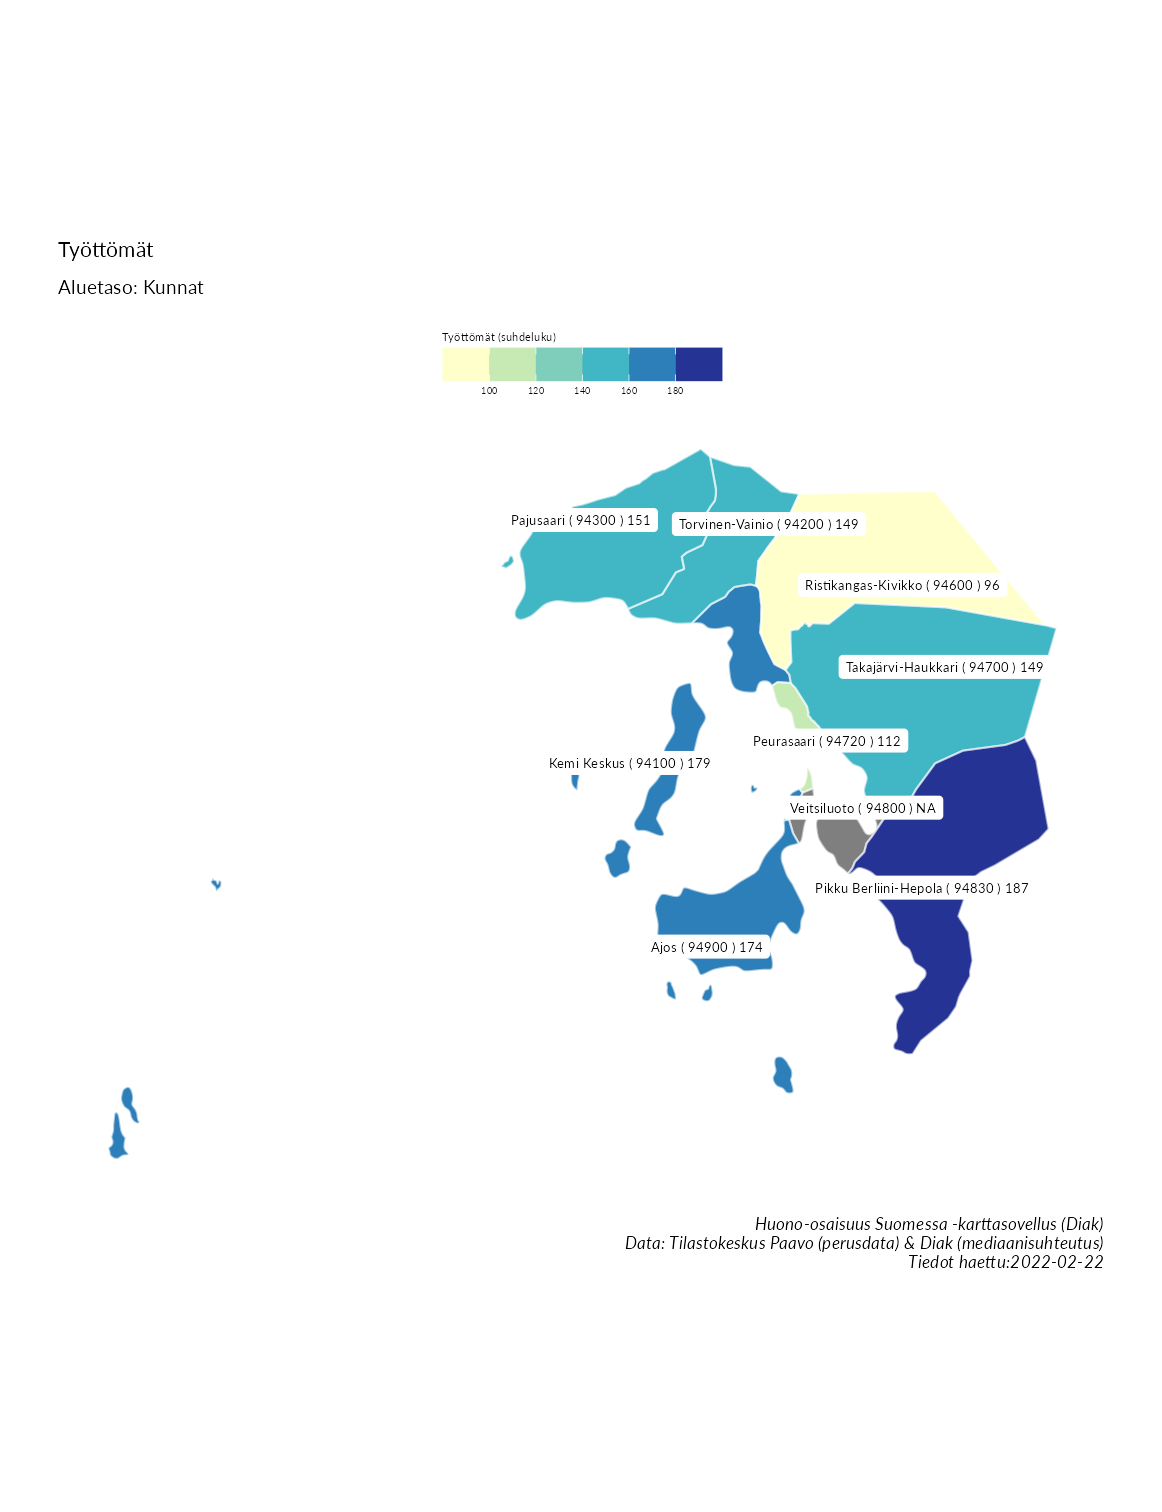 Työttömät
Aluetaso: Kunnat
Työttömät (suhdeluku)
100 120 140 160 180
Pajusaari ( 94300 ) 151
Torvinen-Vainio ( 94200 ) 149
Ristikangas-Kivikko ( 94600 ) 96
Takajärvi-Haukkari ( 94700 ) 149
Peurasaari ( 94720 ) 112
Kemi Keskus ( 94100 ) 179
Veitsiluoto ( 94800 ) NA
Pikku Berliini-Hepola ( 94830 ) 187
Ajos ( 94900 ) 174
Huono-osaisuus Suomessa -karttasovellus (Diak)
Data: Tilastokeskus Paavo (perusdata) & Diak (mediaanisuhteutus)
Tiedot haettu:2022-02-22